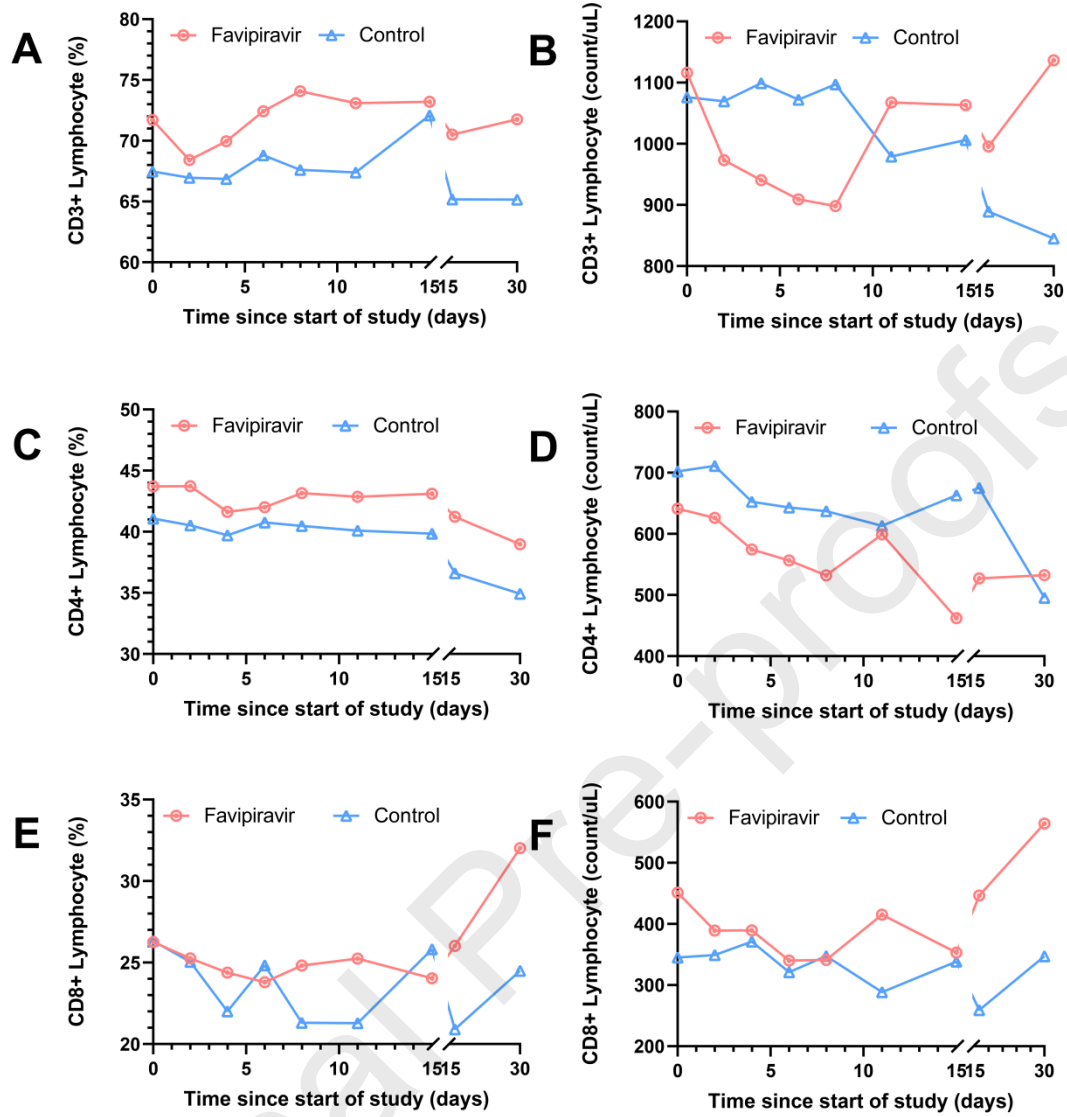 A
CD3+ Lymphocyte (%)
Favipiravir
Control
80
75
70
65
60
0 5 10 15 15 30
Time since start of study (days)
B
CD3+ Lymphocyte (count/uL)
Favipiravir
Control
1200
1100
1000
900
800
0 5 10 15 15 30
Time since start of study (days)
C
CD4+ Lymphocyte (%)
Favipiravir
Control
50
45
40
35
30
0 5 10 15 15 30
Time since start of study (days)
D
CD4+ Lymphocyte (count/uL)
Favipiravir
Control
800
700
600
500
400
0 5 10 15 15 30
Time since start of study (days)
E
CD8+ Lymphocyte (%)
Favipiravir
Control
35
30
25
20
0 5 10 15 15 30
Time since start of study (days)
F
CD8+ Lymphocyte (count/uL)
Favipiravir
Control
600
500
400
300
200
0 5 10 15 15 30
Time since start of study (days)
al Pre-proofs